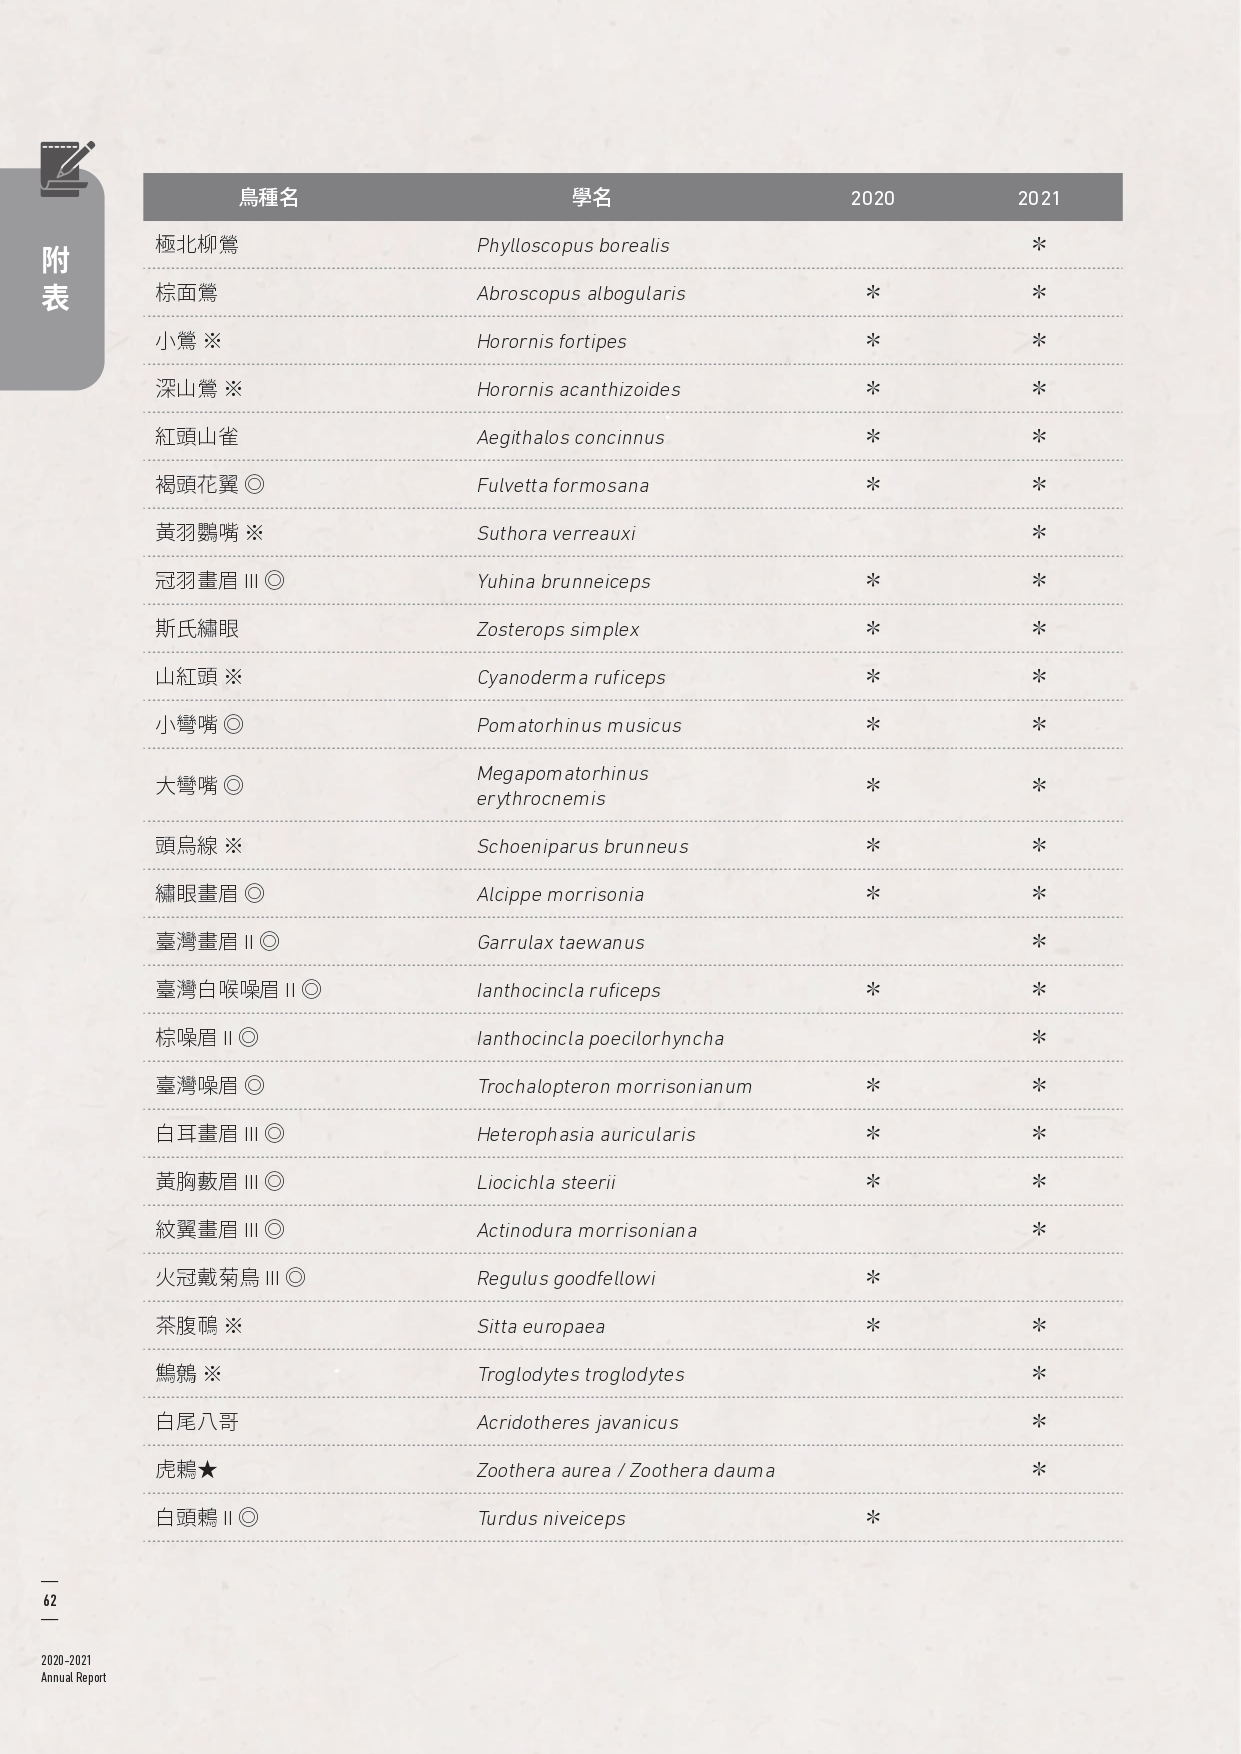 附表
鳥種名 學名 2020 2021
極北柳鶯 Phylloscopus borealis ＊
棕面鶯 Abroscopus albogularis ＊ ＊
小鶯 ※ Horornis fortipes ＊ ＊
深山鶯 ※ Horornis acanthizoides ＊ ＊
紅頭山雀 Aegithalos concinnus ＊ ＊
褐頭花翼 ◎ Fulvetta formosana ＊ ＊
黃羽鸚嘴 ※ Suthora verreauxi ＊
冠羽畫眉 III ◎ Yuhina brunneiceps ＊ ＊
斯氏繡眼 Zosterops simplex ＊ ＊
山紅頭 ※ Cyanoderma ruficeps ＊ ＊
小彎嘴 ◎ Pomatorhinus musicus ＊ ＊
大彎嘴 ◎ Megapomatorhinus
erythrocnemis ＊ ＊
頭烏線 ※ Schoeniparus brunneus ＊ ＊
繡眼畫眉 ◎ Alcippe morrisonia ＊ ＊
臺灣畫眉 II ◎ Garrulax taewanus ＊
臺灣白喉噪眉 II ◎ Ianthocincla ruficeps ＊ ＊
棕噪眉 II ◎ Ianthocincla poecilorhyncha ＊
臺灣噪眉 ◎ Trochalopteron morrisonianum ＊ ＊
白耳畫眉 III ◎ Heterophasia auricularis ＊ ＊
黃胸藪眉 III ◎ Liocichla steerii ＊ ＊
紋翼畫眉 III ◎ Actinodura morrisoniana ＊
火冠戴菊鳥 III ◎ Regulus goodfellowi ＊
茶腹鳾 ※ Sitta europaea ＊ ＊
鷦鷯 ※ Troglodytes troglodytes ＊
白尾八哥 Acridotheres javanicus ＊
虎鶇★ Zoothera aurea / Zoothera dauma ＊
白頭鶇 II ◎ Turdus niveiceps ＊
62
2020-2021
Annual Report